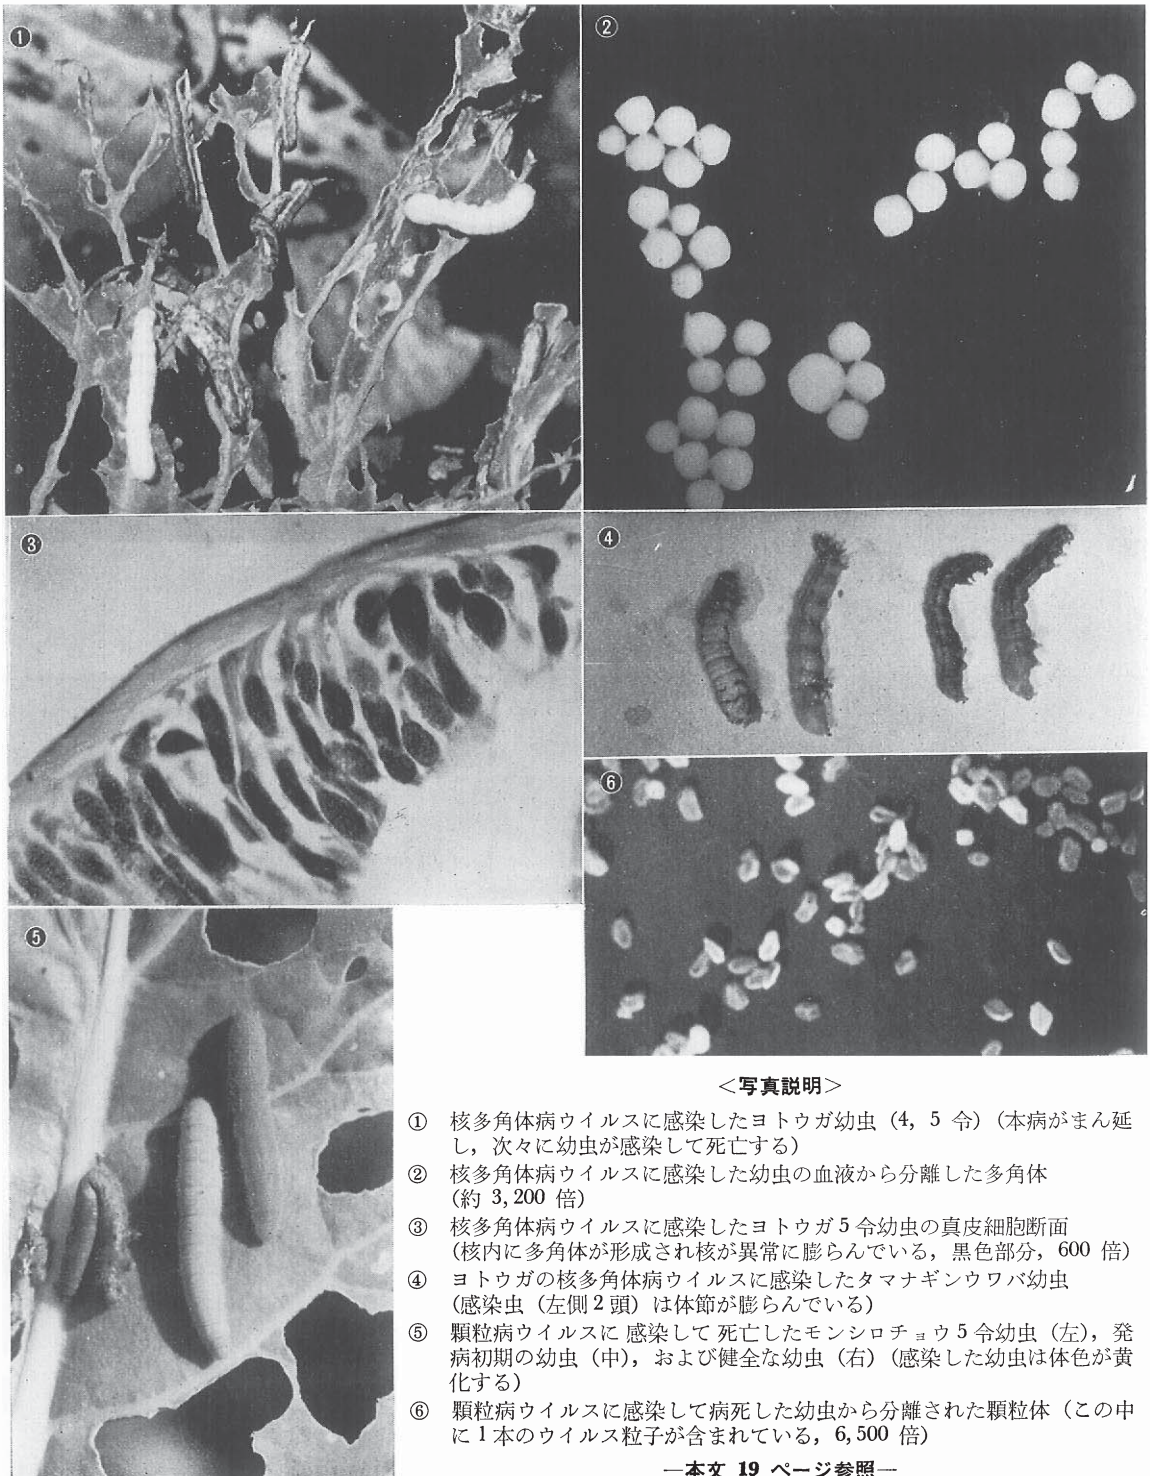 ①
②
③
④
⑥
⑤
＜写真説明＞
① 核多角体病ウイルスに感染したヨトウガ幼虫（4，5 令）（本病がまん延
し，次々に幼虫が感染して死亡する）
② 核多角体病ウイルスに感染した幼虫の血液から分離した多角体
（約 3,200 倍）
③ 核多角体病ウイルスに感染したヨトウガ5令幼虫の真皮細胞断面
（核内に多角体が形成され核が異常に膨らんでいる，黒色部分，600 倍）
④ ヨトウガの核多角体病ウイルスに感染したタマナギンウワバ幼虫
（感染虫（左側2頭）は体節が膨らんでいる）
⑤ 顆粒病ウイルスに 感染して 死亡したモンシロチョウ5令幼虫（左），発
病初期の幼虫（中），および健全な幼虫（右）（感染した幼虫は体色が黄
化する）
⑥ 顆粒病ウイルスに感染して病死した幼虫から分離された顆粒体（この中
に1本のウイルス粒子が含まれている，6,500 倍）
―本文 19 ページ参照―